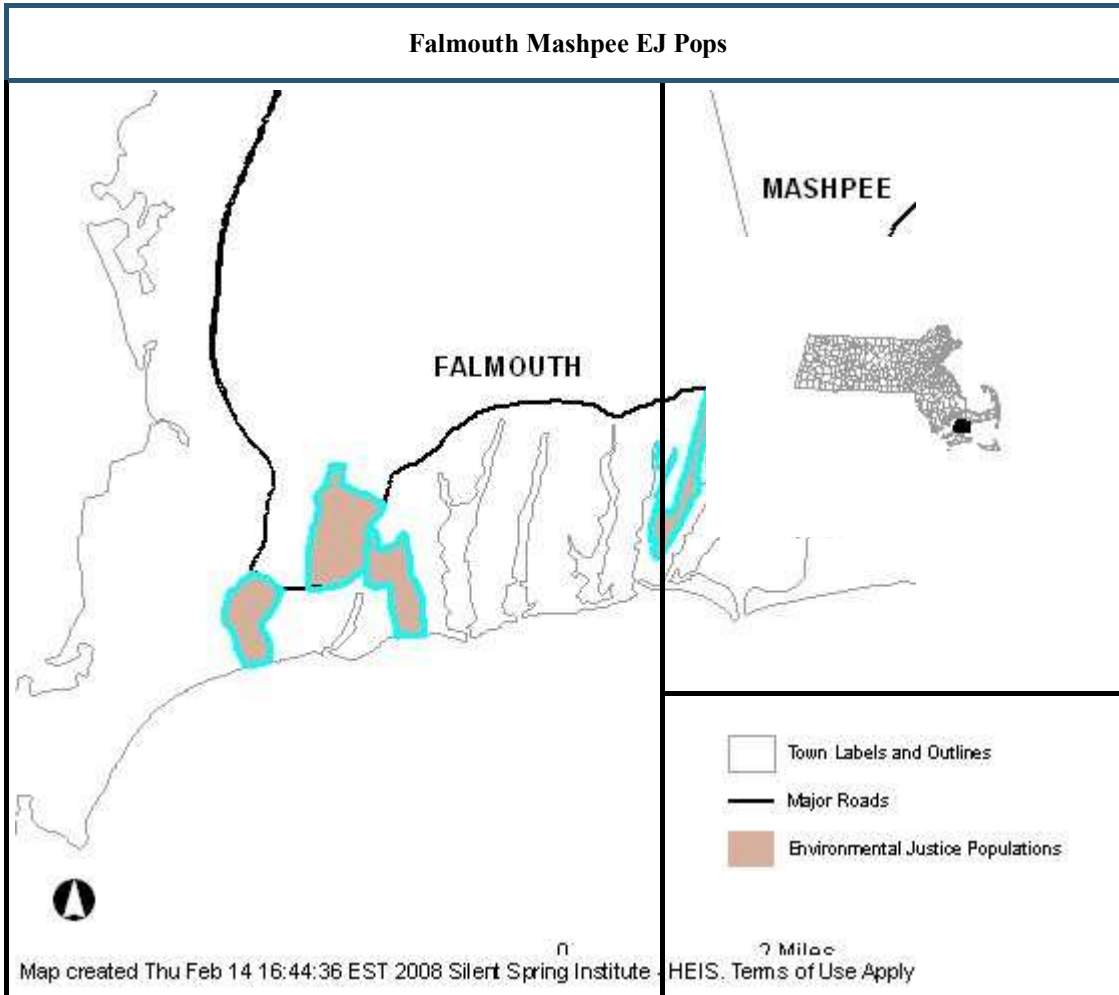 Falmouth Mashpee EJ Pops
MASHPEE
FALMOUTH
Town Labels and Outlines
Major Roads
Environmental Justice Populations
0
2 Miles
Map created Thu Feb 14 16:44:36 EST 2008 Silent Spring Institute - HEIS. Terms of Use Apply